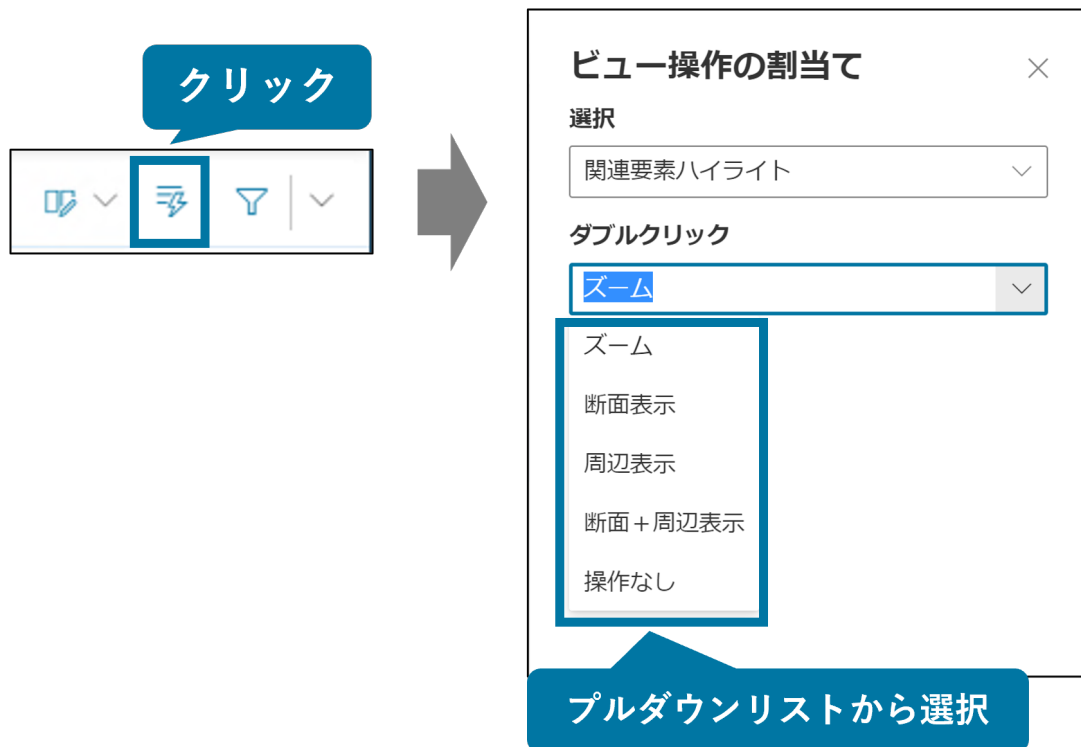 クリック
ビュー操作の割当て
選択
関連要素ハイライト
ダブルクリック
ズーム
ズーム
断面表示
周辺表示
断面+周辺表示
操作なし
プルダウンリストから選択